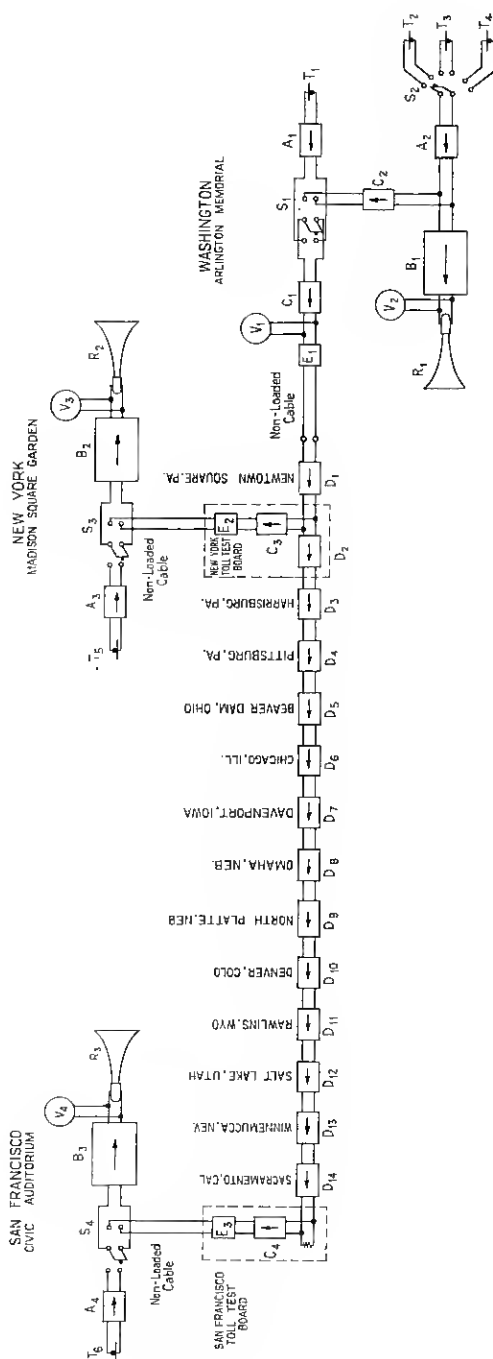 SAN FRANCISCO
CIVIC AUDITORIUM
T6
A4
S4
B3
V4
R3
Non-Loaded
Cable
SAN FRANCISCO
TOLL TEST
BOARD
E3
C4
SACRAMENTO,CAL
D14
WINNEMUCCA,NEV.
D13
SALT LAKE,UTAH
D12
RAWLINS,WYO
D11
DENVER,COLO
D10
NORTH PLATTE,NEB
D9
OMAHA,NEB.
D8
DAVENPORT,IOWA
D7
CHICAGO,ILL.
D6
BEAVER DAM,OHIO
D5
PITTSBURG,PA.
D4
HARRISBURG,PA.
D3
NEW YORK
MADISON SQUARE GARDEN
T5
A3
S3
B2
V3
R2
Non-Loaded
Cable
NEW YORK
TOLL TEST
BOARD
E2
C3
D2
NEWTOWN SQUARE,PA.
D1
Non-Loaded
Cable
WASHINGTON
ARLINGTON MEMORIAL
E1
V1
C1
S1
A1
T1
C2
R1
V2
B1
A2
S2
T2
T3
T4